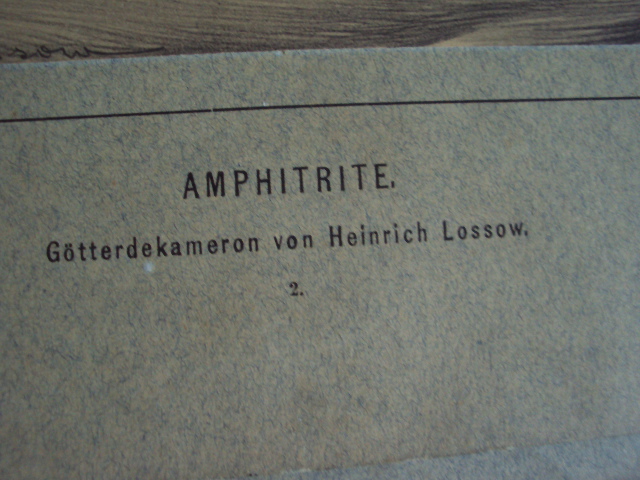 AMPHITRITE.
Götterdekameron von Heinrich Lossow.
2.